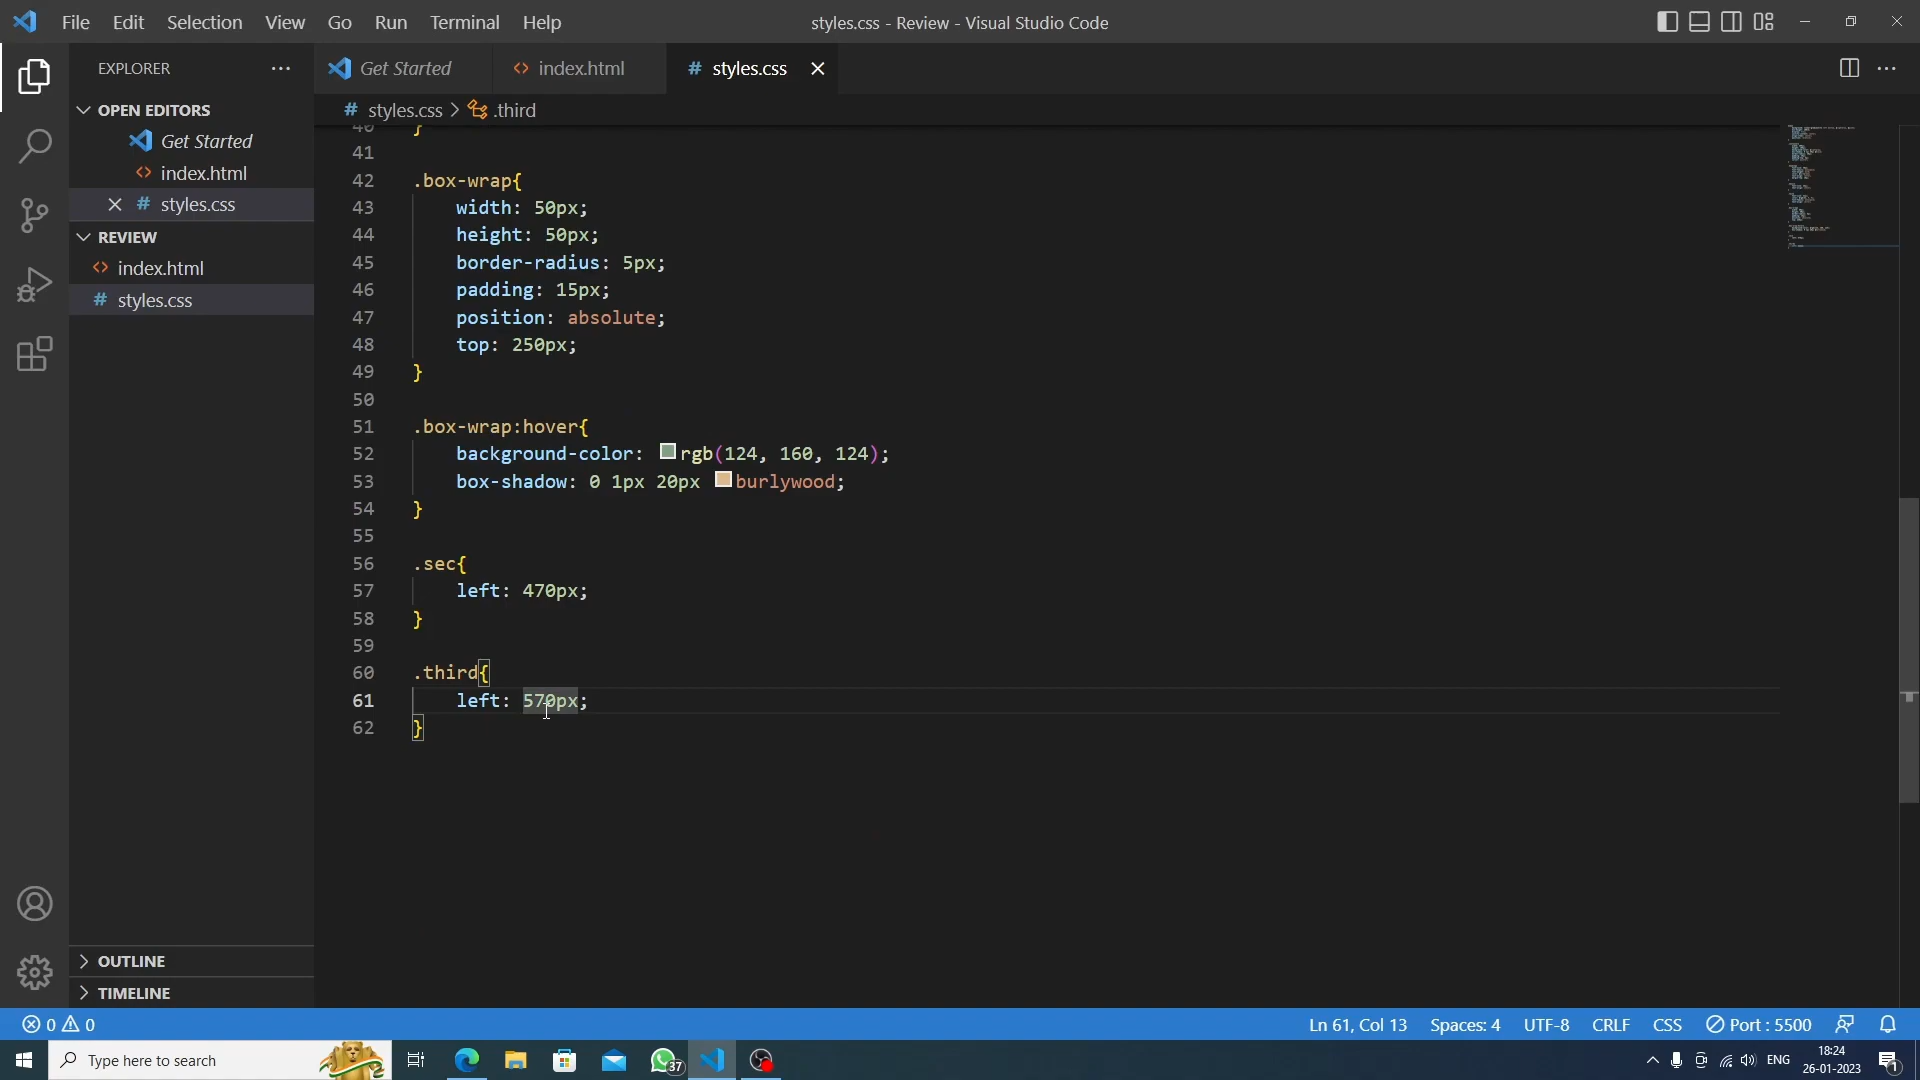 File Edit Selection View Go Run Terminal Help
styles.css - Review - Visual Studio Code
EXPLORER
OPEN EDITORS
Get Started
index.html
styles.css
REVIEW
index.html
styles.css
OUTLINE
TIMELINE
Get Started
index.html
# styles.css
# styles.css > .third
40 }
41
42 .box-wrap{
43 width: 50px;
44 height: 50px;
45 border-radius: 5px;
46 padding: 15px;
47 position: absolute;
48 top: 250px;
49 }
50
51 .box-wrap:hover{
52 background-color: rgb(124, 160, 124);
53 box-shadow: 0 1px 20px burlywood;
54 }
55
56 .sec{
57 left: 470px;
58 }
59
60 .third{
61 left: 570px;
62 }
0 0 Ln 61, Col 13 Spaces: 4 UTF-8 CRLF CSS Port : 5500
Type here to search
37
ENG
18:24
26-01-2023
1